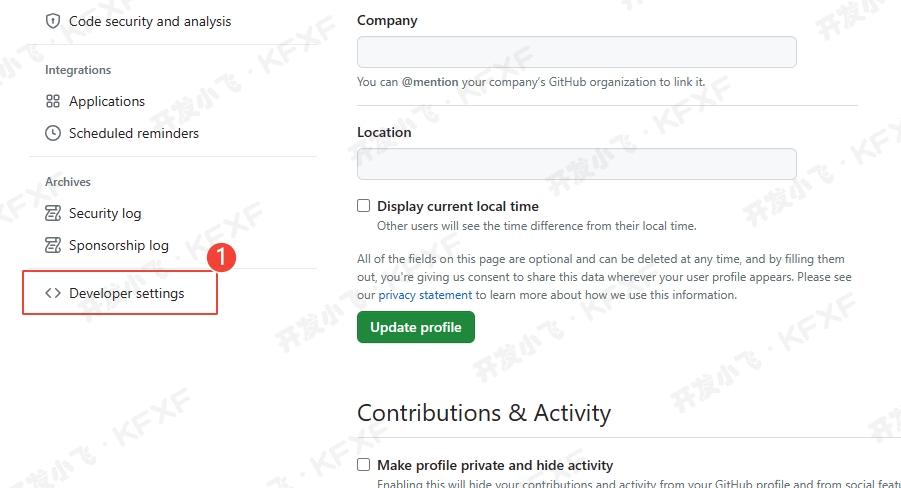 Code security and analysis
Integrations
Applications
Scheduled reminders
Archives
Security log
Sponsorship log
1
Developer settings
Company
You can @mention your company's GitHub organization to link it.
Location
Display current local time
Other users will see the time difference from their local time.
All of the fields on this page are optional and can be deleted at any time, and by filling them
out, you're giving us consent to share this data wherever your user profile appears. Please see
our privacy statement to learn more about how we use this information.
Update profile
Contributions & Activity
Make profile private and hide activity
Enabling this will hide your contributions and activity from your GitHub profile and from social
开发小飞 · KFXF